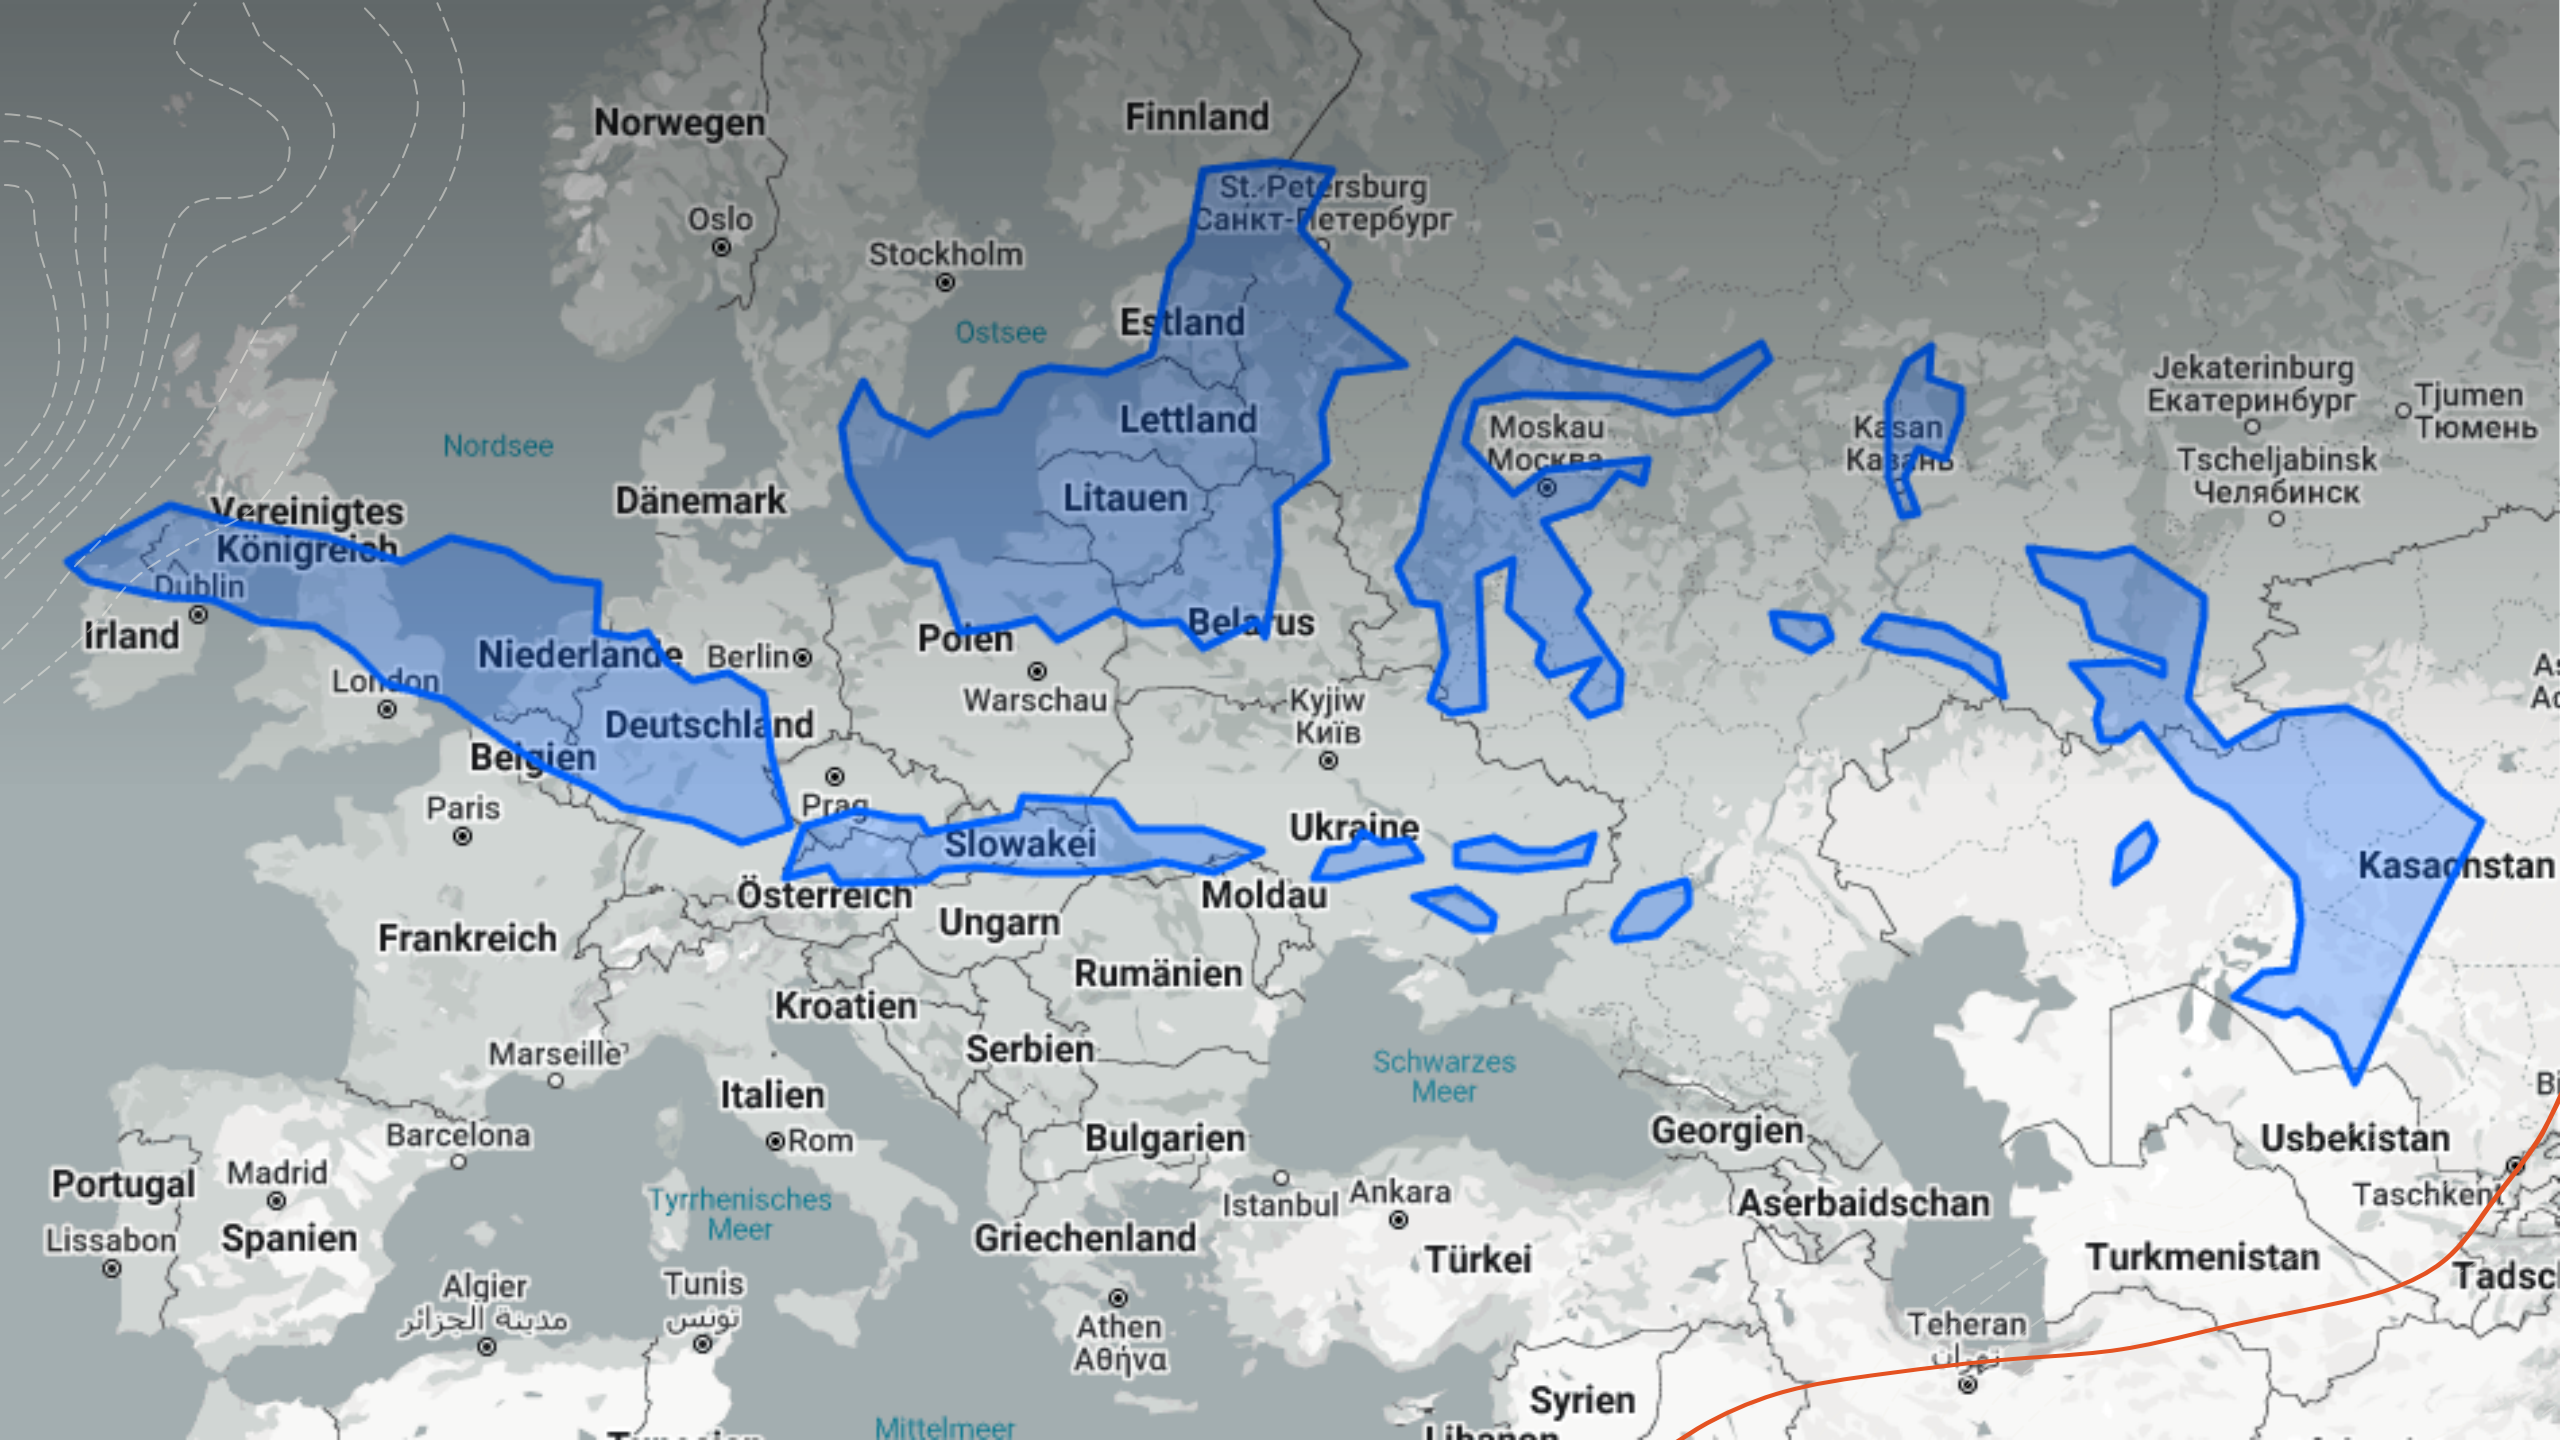 Norwegen
Finnland
St. Petersburg
Санкт-Петербург
Oslo
Stockholm
Estland
Ostsee
Jekaterinburg
Екатеринбург
Tjumen
Тюмень
Lettland
Moskau
Москва
Kasan
Казань
Nordsee
Tscheljabinsk
Челябинск
Dänemark
Litauen
Vereinigtes
Königreich
Dublin
Irland
Niederlande
Berlin
Polen
Belarus
London
Warschau
Kyjiw
Київ
Deutschland
Belgien
Paris
Prag
Slowakei
Ukraine
Kasachstan
Österreich
Moldau
Ungarn
Frankreich
Rumänien
Kroatien
Serbien
Marseille
Schwarzes
Meer
Italien
Barcelona
Rom
Bulgarien
Georgien
Usbekistan
Portugal
Madrid
Lissabon
Spanien
Tyrrhenisches
Meer
Istanbul
Ankara
Aserbaidschan
Taschkent
Griechenland
Türkei
Turkmenistan
Algier
مدينة الجزائر
Tunis
تونس
Athen
Αθήνα
Teheran
تهران
Syrien
Mittelmeer